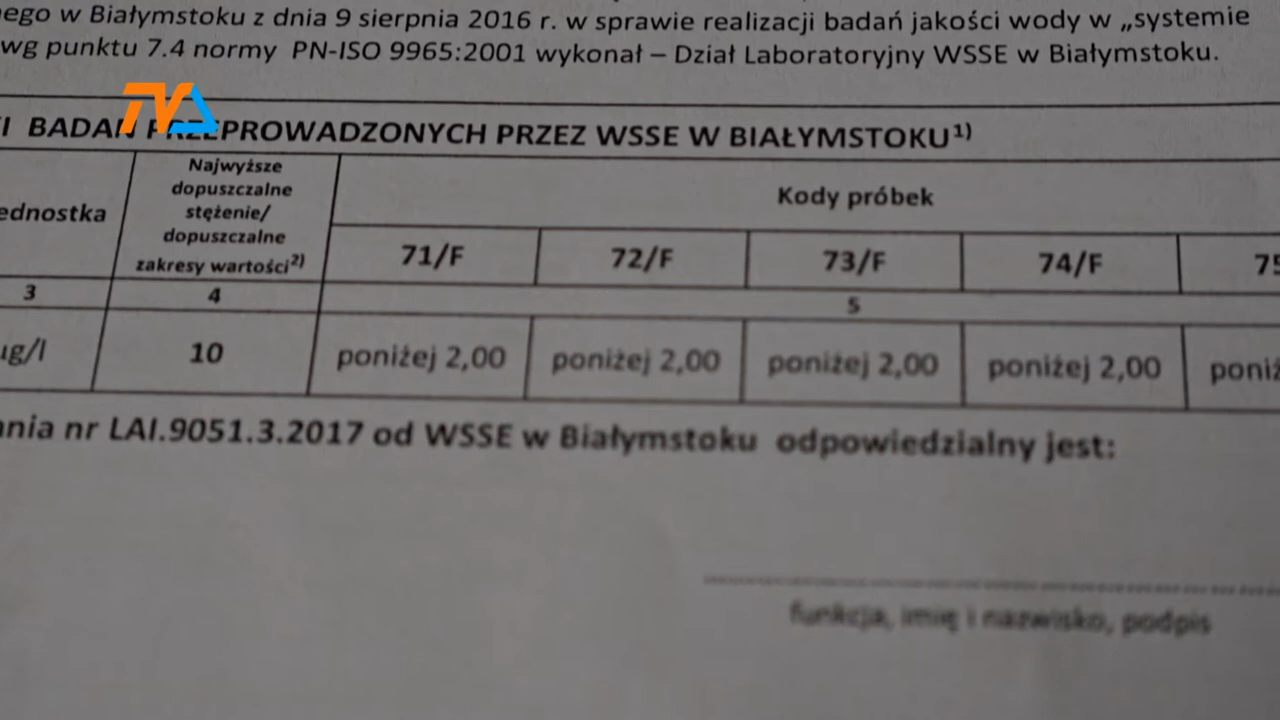 ego w Białymstoku z dnia 9 sierpnia 2016 r. w sprawie realizacji badań jakości wody w „systemie
wg punktu 7.4 normy PN-ISO 9965:2001 wykonał – Dział Laboratoryjny WSSE w Białymstoku.
TVA
I BADAŃ PRZEPROWADZONYCH PRZEZ WSSE W BIAŁYMSTOKU1)
ednostka
Najwyższe
dopuszczalne
stężenie/
dopuszczalne
zakresy wartości2)
Kody próbek
71/F 72/F 73/F 74/F 75
3 4 5
ug/l 10 poniżej 2,00 poniżej 2,00 poniżej 2,00 poniżej 2,00 poniż
ania nr LAI.9051.3.2017 od WSSE w Białymstoku odpowiedzialny jest:
funkcja, imię i nazwisko, podpis